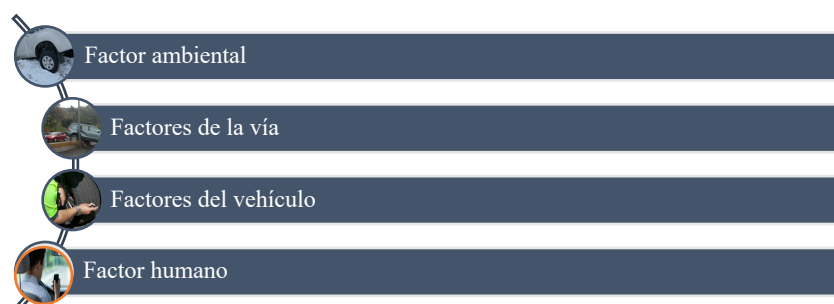 Factor ambiental
Factores de la vía
Factores del vehículo
Factor humano